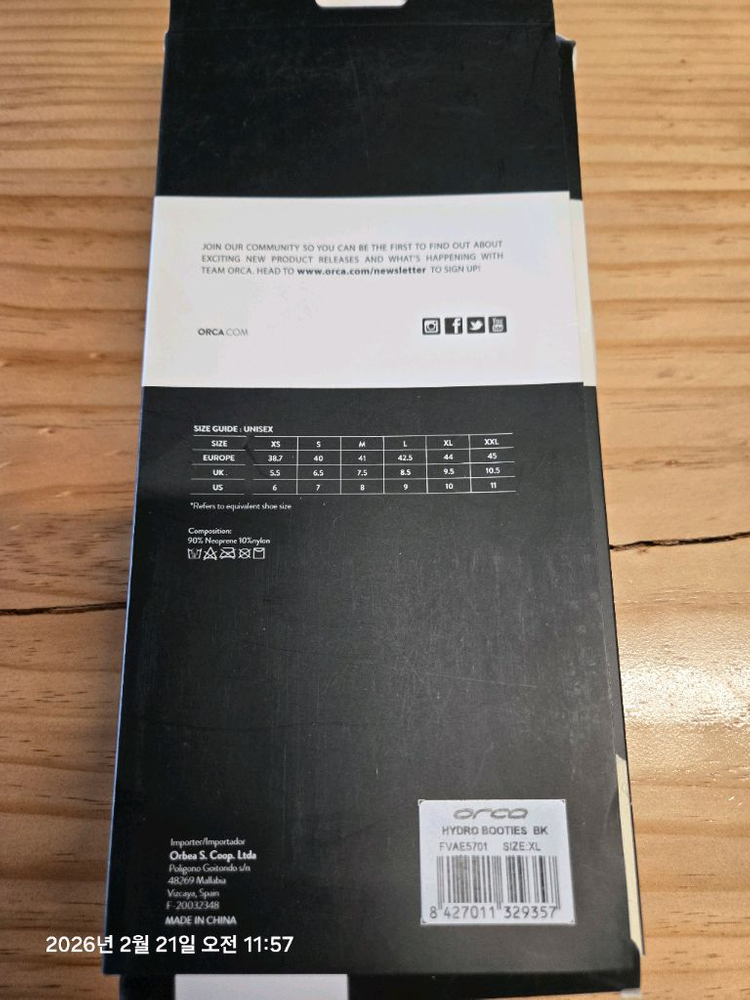 JOIN OUR COMMUNITY SO YOU CAN BE THE FIRST TO FIND OUT ABOUT
EXCITING NEW PRODUCT RELEASES AND WHAT'S HAPPENING WITH
TEAM ORCA. HEAD TO www.orca.com/newsletter TO SIGN UP!
ORCA.COM
You Tube
SIZE GUIDE : UNISEX
SIZE XS S M L XL XXL
EUROPE 38.7 40 41 42.5 44 45
UK . 5.5 6.5 7.5 8.5 9.5 10.5
US 6 7 8 9 10 11
*Refers to equivalent shoe size
Composition:
90% Neoprene 10%nylon
orca
HYDRO BOOTIES BK
FVAE5701 SIZE:XL
8 427011 329357
Importer/Importador
Orbea S. Coop. Ltda
Polígono Goitondo s/n
48269 Mallabia
Vizcaya, Spain
F-20032348
MADE IN CHINA
2026년 2월 21일 오전 11:57